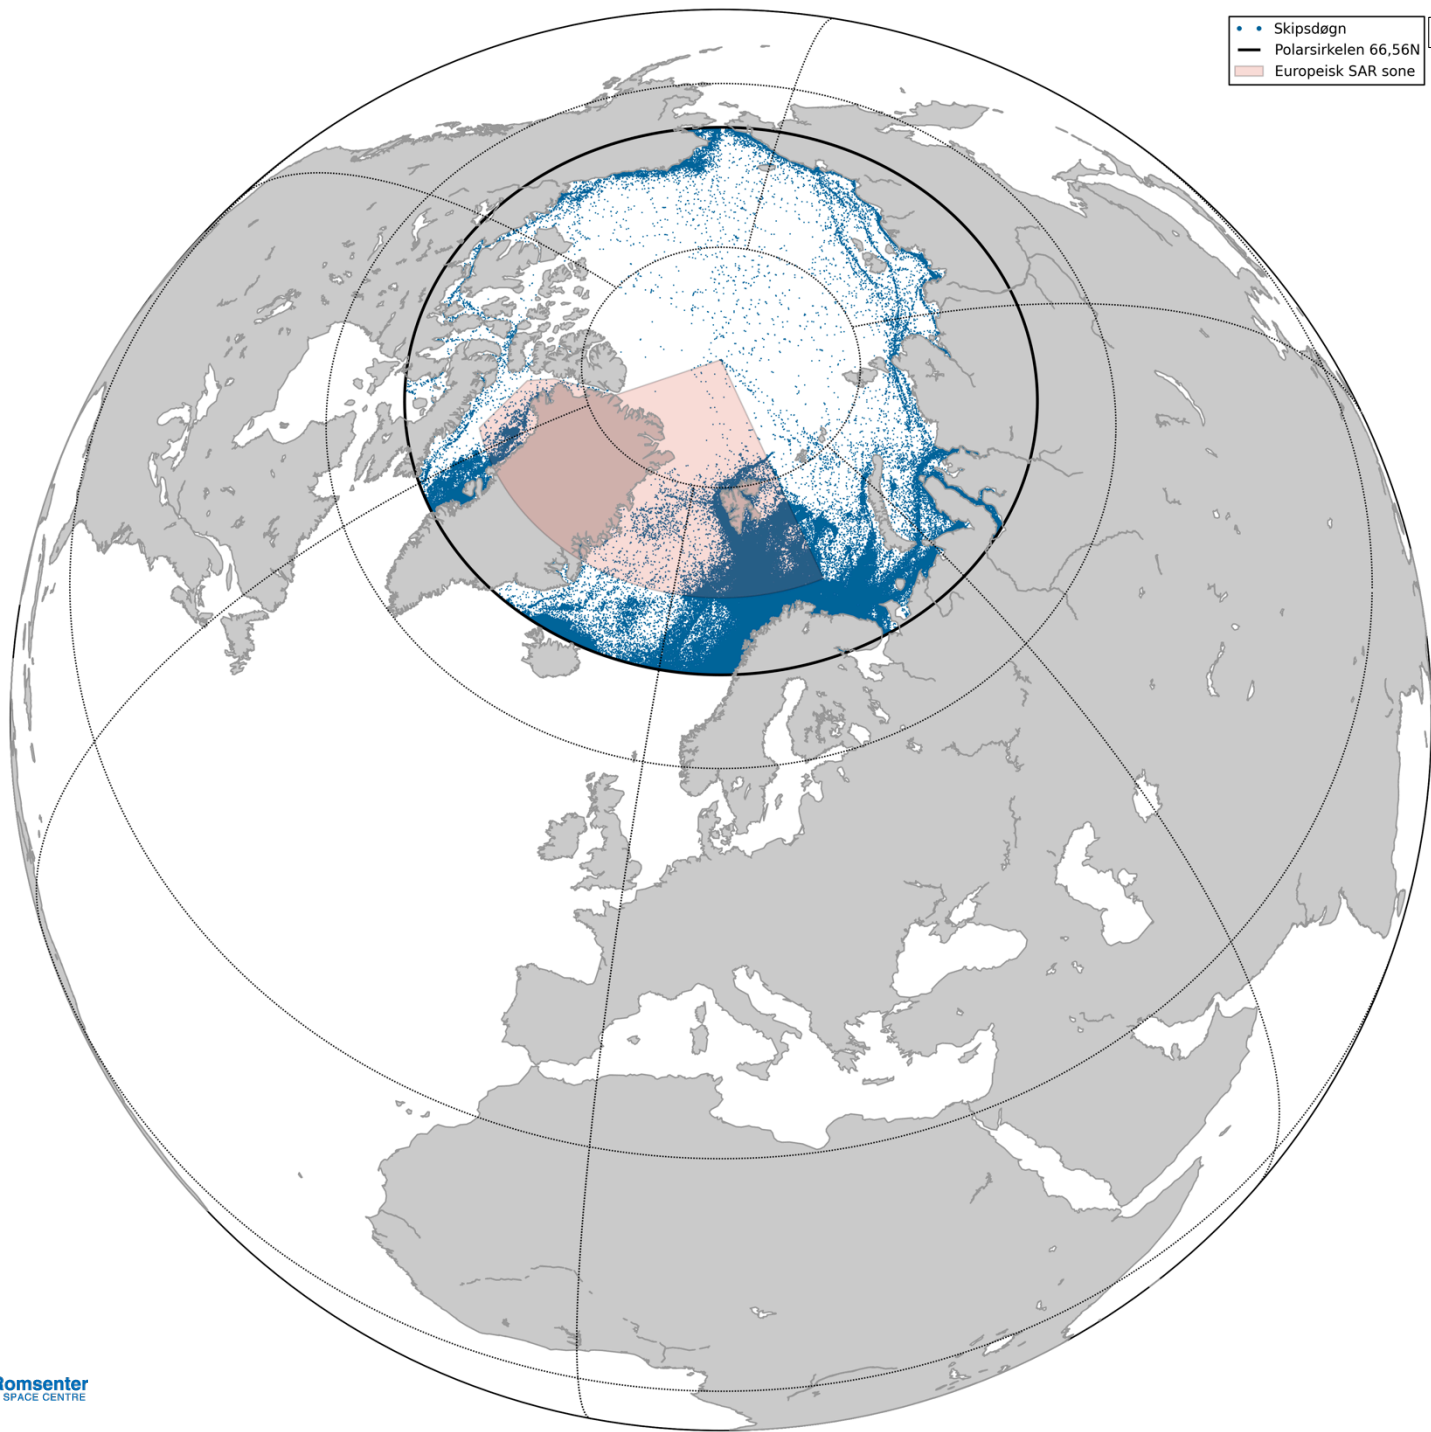 Skipsdøgn
Polarsirkelen 66,56N
Europeisk SAR sone
Romsenter
SPACE CENTRE